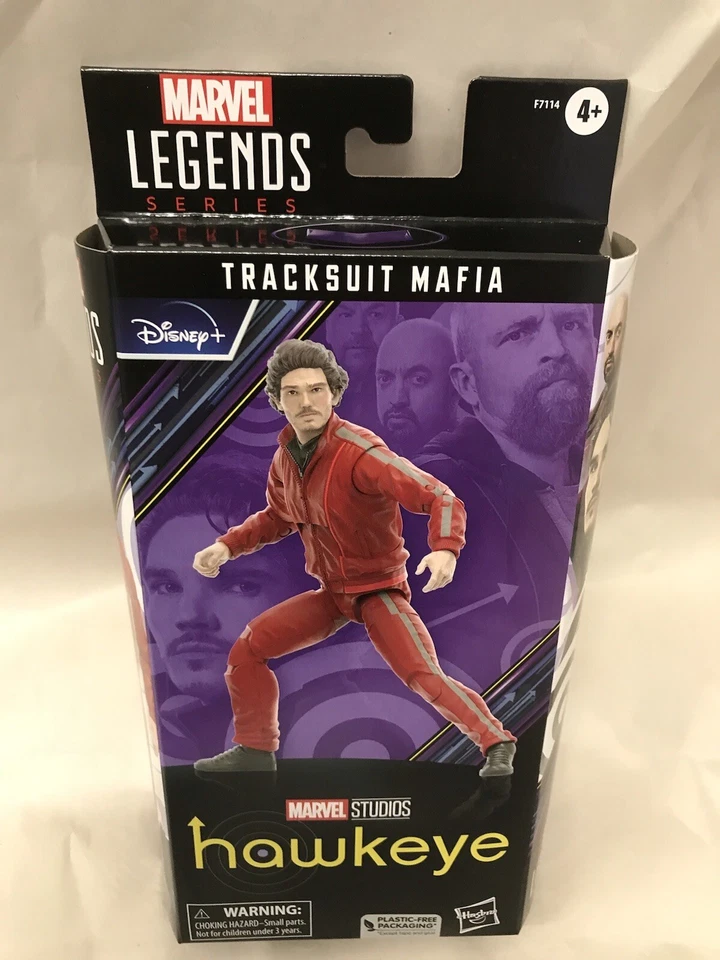 MARVEL
LEGENDS
SERIES
F7114
4+
TRACKSUIT MAFIA
Disney+
MARVEL STUDIOS
hawkeye
WARNING:
CHOKING HAZARD—Small parts.
Not for children under 3 years.
PLASTIC-FREE
PACKAGING*
Hasbro